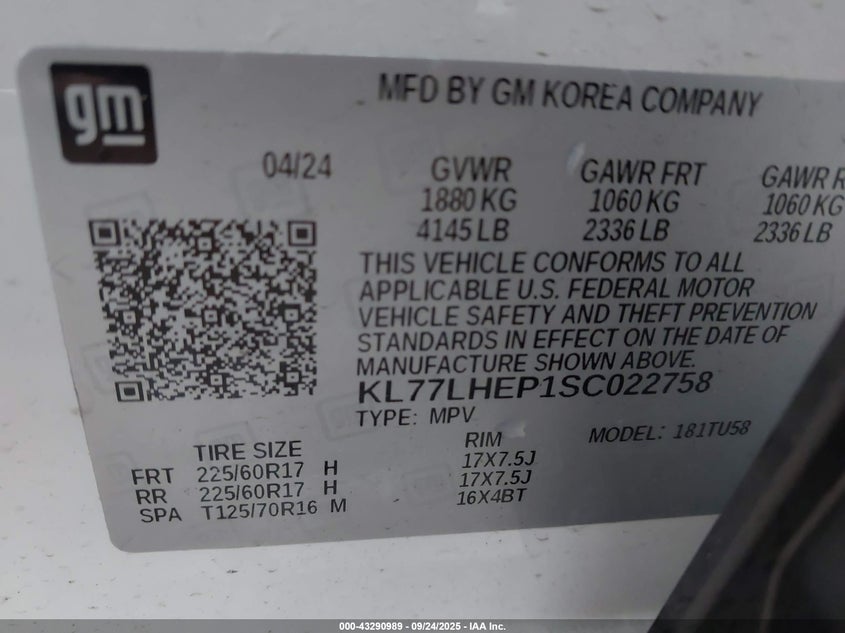 gm
MFD BY GM KOREA COMPANY
04/24
GVWR GAWR FRT GAWR R
1880 KG 1060 KG 1060 KG
4145 LB 2336 LB 2336 LB
THIS VEHICLE CONFORMS TO ALL
APPLICABLE U.S. FEDERAL MOTOR
VEHICLE SAFETY AND THEFT PREVENTION
STANDARDS IN EFFECT ON THE DATE OF
MANUFACTURE SHOWN ABOVE.
KL77LHEP1SC022758
TYPE: MPV MODEL: 181TU58
TIRE SIZE RIM
FRT 225/60R17 H 17X7.5J
RR 225/60R17 H 17X7.5J
SPA T125/70R16 M 16X4BT
000-43290989 - 09/24/2025 - IAA Inc.